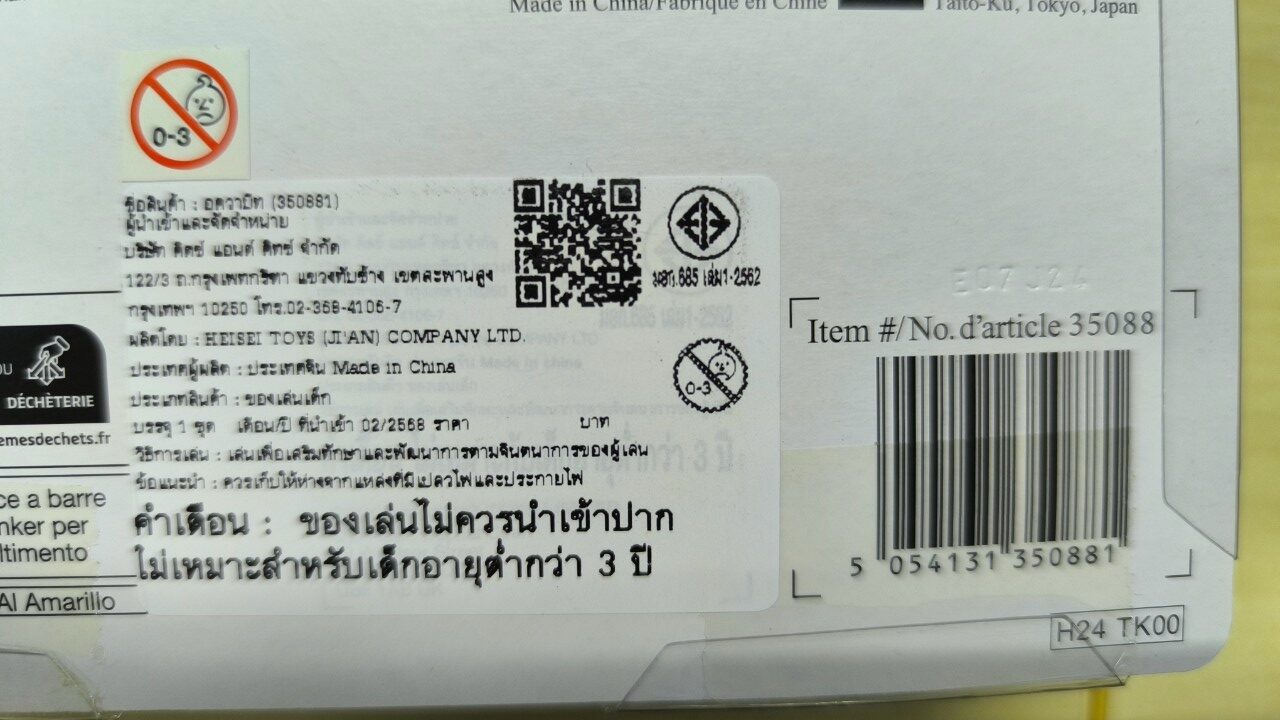 Made in China/Fabriqué en Chine
Taito-Ku, Tokyo, Japan
0-3
ชื่อสินค้า : อควาบิท (350881)
ผู้นำเข้าและจัดจำหน่าย
บริษัท คิดซ์ แอนด์ คิทซ์ จำกัด
122/3 ถ.กรุงเทพกรีฑา แขวงทับช้าง เขตสะพานสูง
กรุงเทพฯ 10250 โทร.02-368-4106-7
ผลิตโดย : HEISEI TOYS (JI'AN) COMPANY LTD.
ประเทศผู้ผลิต : ประเทศจีน Made in China
ประเภทสินค้า : ของเล่นเด็ก
บรรจุ 1 ชุด เดือน/ปี ที่นำเข้า 02/2568 ราคา บาท
วิธีการเล่น : เล่นเพื่อเสริมทักษะและพัฒนาการตามจินตนาการของผู้เล่น
ข้อแนะนำ : ควรเก็บให้ห่างจากแหล่งที่มีเปลวไฟและประกายไฟ
คำเตือน : ของเล่นไม่ควรนำเข้าปาก
ไม่เหมาะสำหรับเด็กอายุต่ำกว่า 3 ปี
มอก.685 เล่ม1-2562
0-3
Item #/No. d'article 35088
5 054131 350881
H24 TK00
DÉCHÈTERIE
emesdechets.fr
ce a barre
nker per
ltimento
Al Amarillo